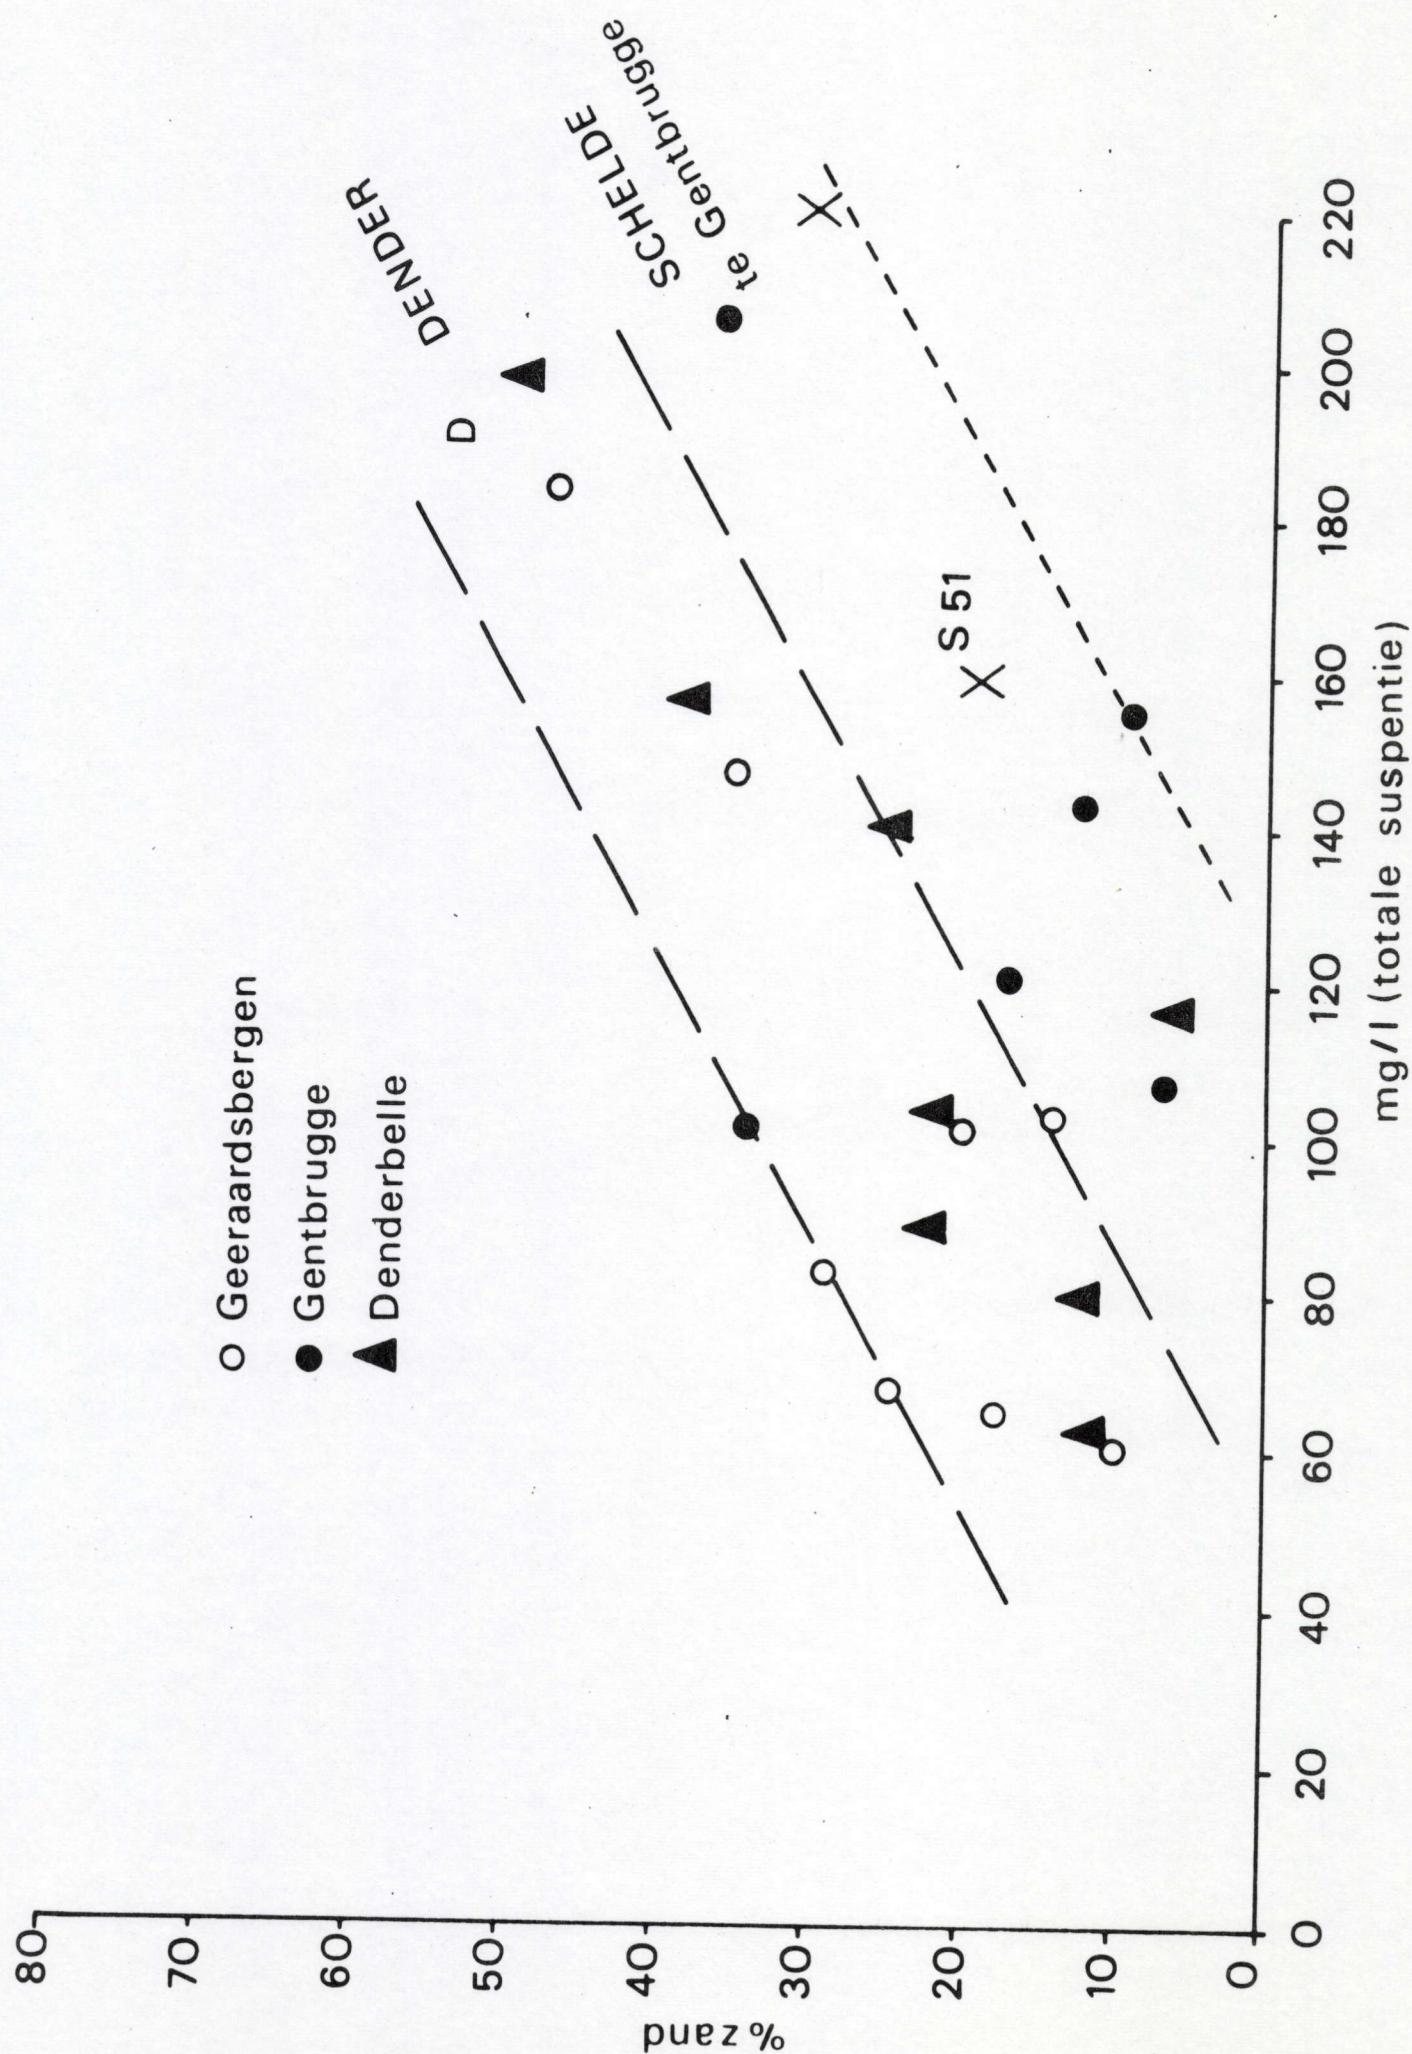 DENDER
SCHELDE
te Gentbrugge
D
S 51
O Geeraardsbergen
● Gentbrugge
▲ Denderbelle
% zand
80
70
60
50
40
30
20
10
0
0 20 40 60 80 100 120 140 160 180 200 220
mg/l (totale suspentie)